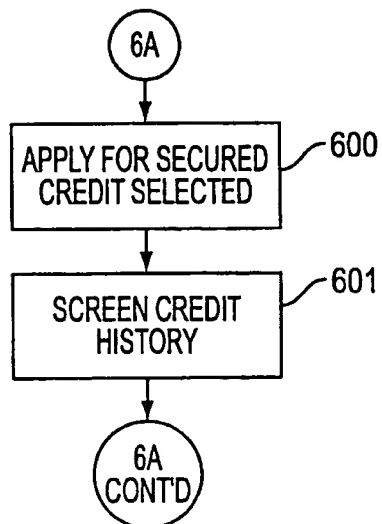 6A
APPLY FOR SECURED
CREDIT SELECTED
600
SCREEN CREDIT
HISTORY
601
6A
CONT'D